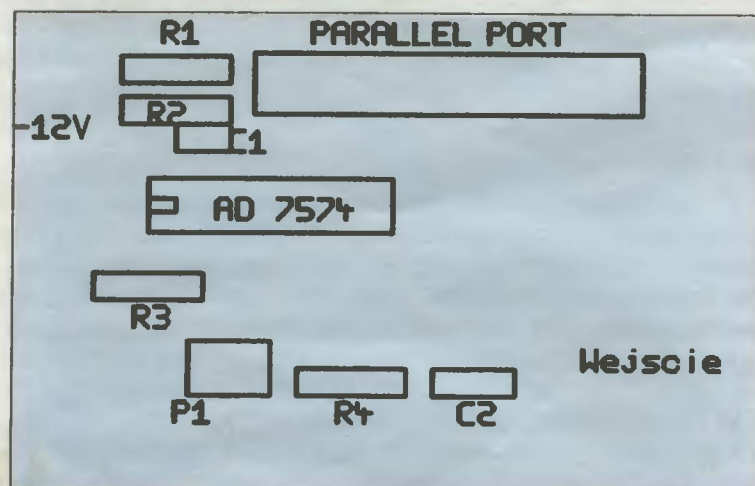 R1 PARALLEL PORT
R2
-12V
C1
AD 7574
R3
Wejscie
P1 R4 C2